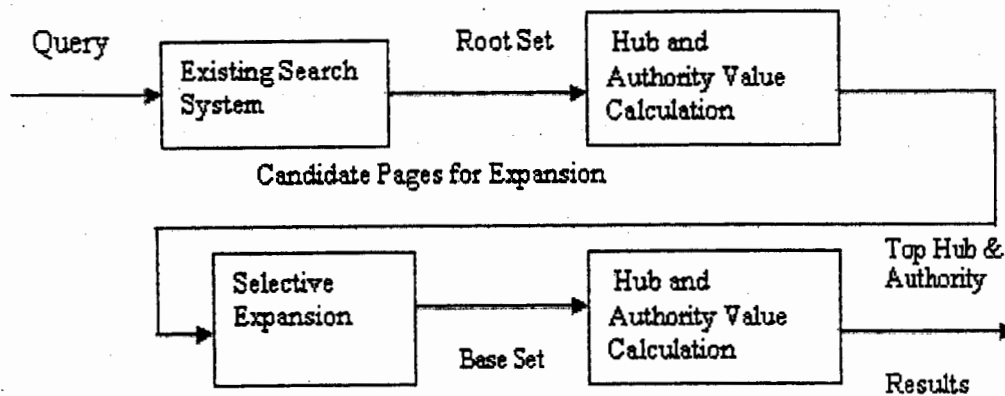 Query
Existing Search
System
Root Set
Hub and
Authority Value
Calculation
Candidate Pages for Expansion
Selective
Expansion
Base Set
Hub and
Authority Value
Calculation
Top Hub &
Authority
Results